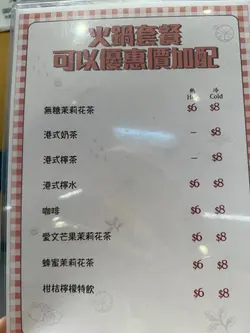 火鍋套餐
可以優惠價加配
熱 冷
Hot Cold
無糖茉莉花茶 $6 $8
港式奶茶 – $8
港式檸茶 – $8
港式檸水 $6 $8
咖啡 $6 $8
愛文芒果茉莉花茶 $6 $8
蜂蜜茉莉花茶 $6 $8
柑桔檸檬特飲 $6 $8